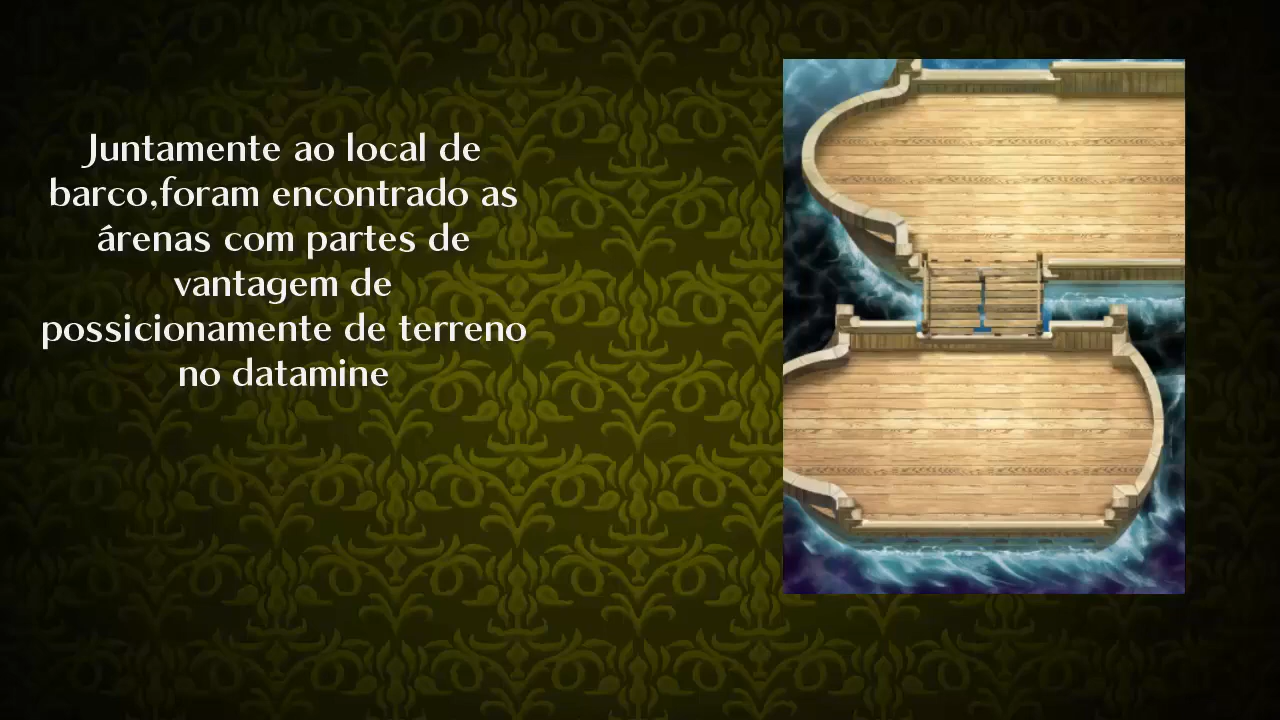 Juntamente ao local de
barco,foram encontrado as
árenas com partes de
vantagem de
possicionamente de terreno
no datamine